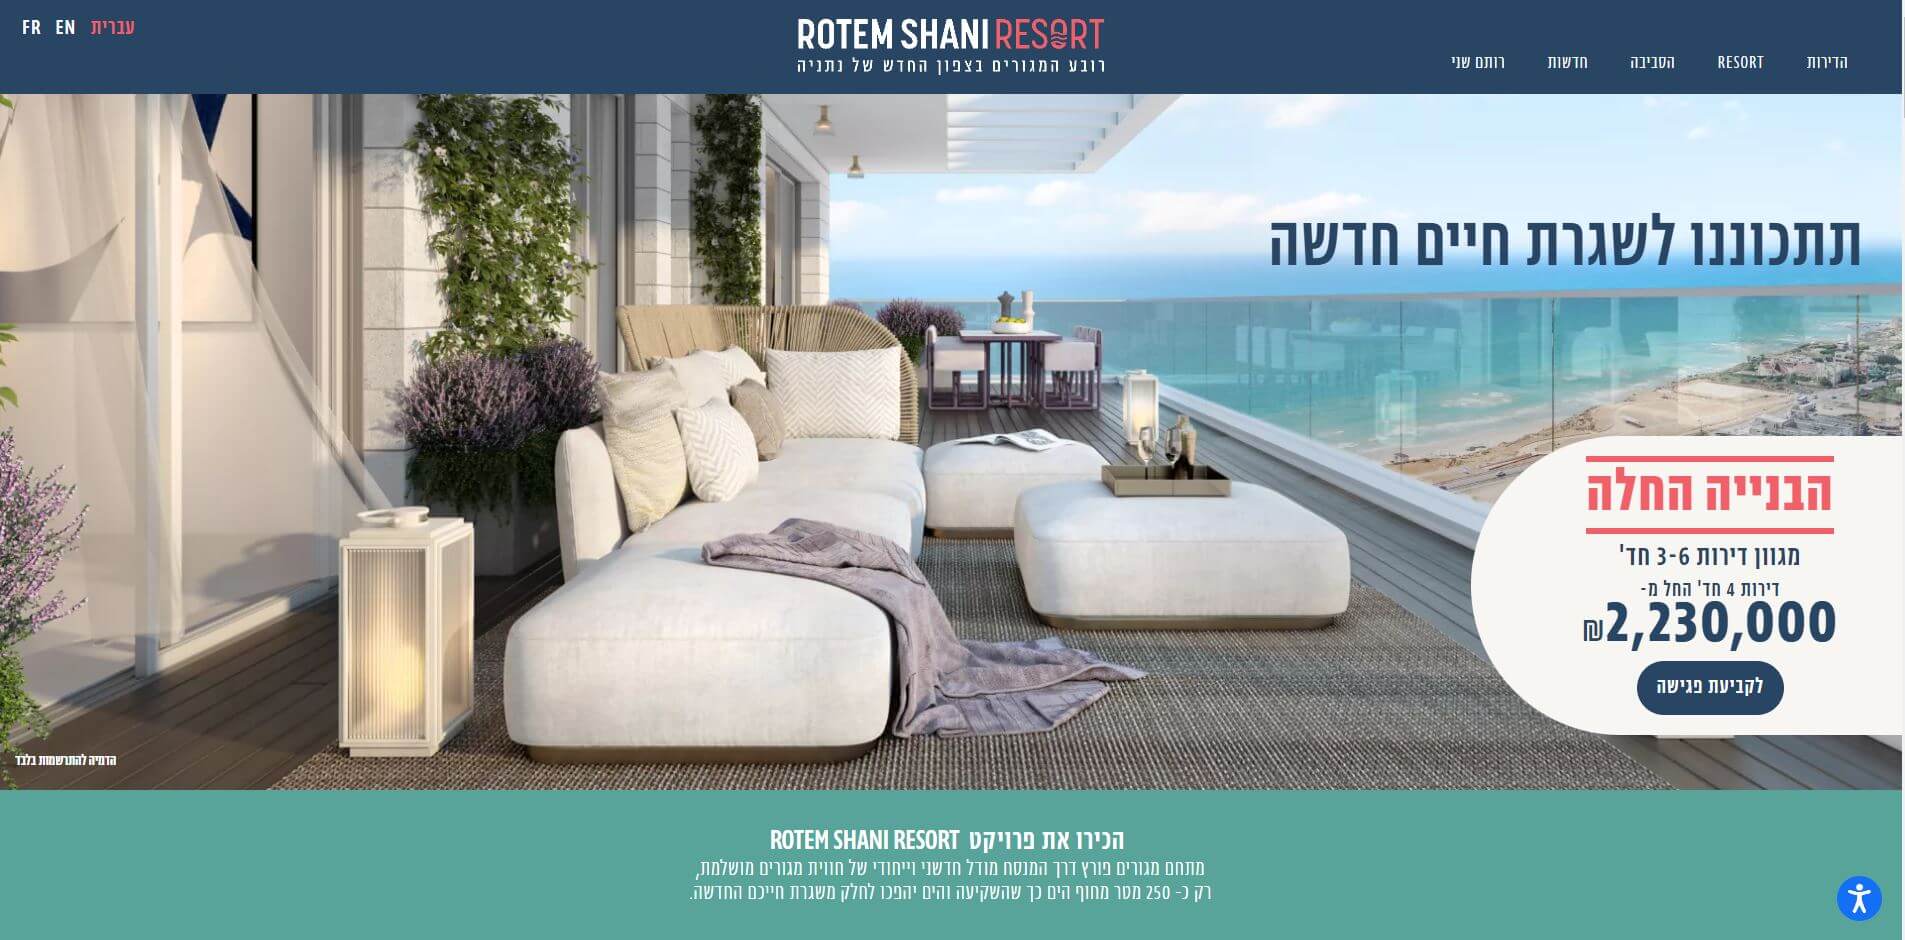 עברית EN FR
ROTEM SHANI RESORT
רובע המגורים בצפון החדש של נתניה
הדירות RESORT הסביבה חדשות רותם שני
תתכוננו לשגרת חיים חדשה
הבנייה החלה
מגוון דירות 3-6 חד'
דירות 4 חד' החל מ-
2,230,000₪
לקביעת פגישה
הדמיה להתרשמות בלבד
הכירו את פרויקט ROTEM SHANI RESORT
מתחם מגורים פורץ דרך המנסח מודל חדשני וייחודי של חווית מגורים מושלמת,
רק כ- 250 מטר מחוף הים כך שהשקיעה והים יהפכו לחלק משגרת חייכם החדשה.